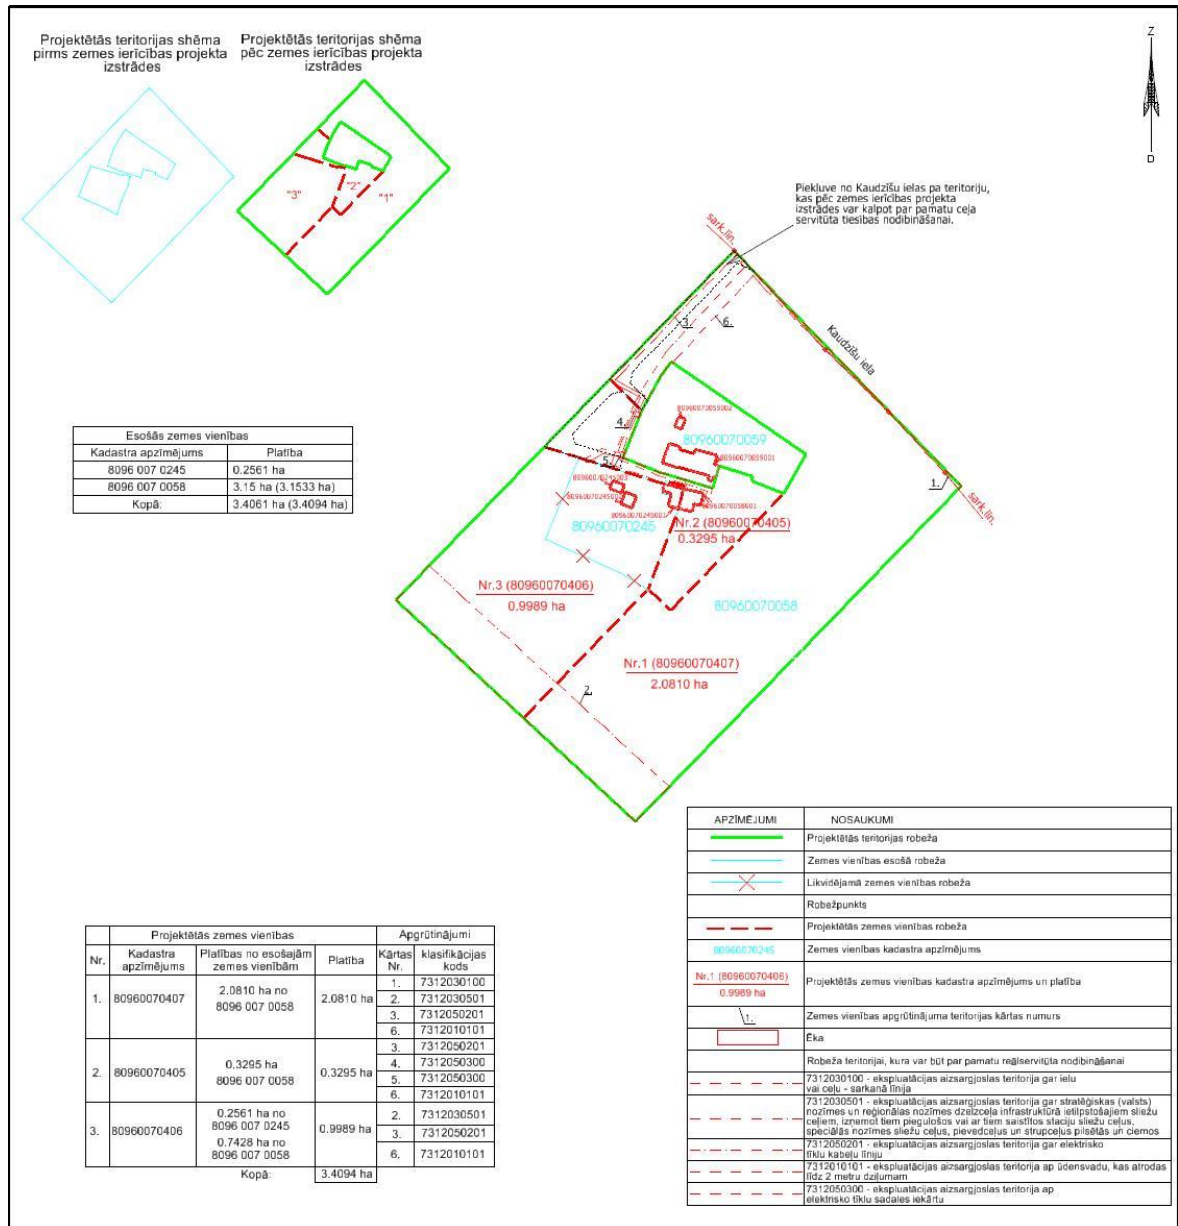 Projektētās teritorijas shēma
pirms zemes ierīcības projekta
izstrādes
Projektētās teritorijas shēma
pēc zemes ierīcības projekta
izstrādes
"3"
"2"
"1"
Z
D
Piekļuve no Kaudzīšu ielas pa teritoriju,
kas pēc zemes ierīcības projekta
izstrādes var kalpot par pamatu ceļa
servitūta tiesības nodibināšanai.
sark.lin.
Kaudzīšu iela
3.
6.
80960070059002
80960070059
80960070059001
4.
5.
1.
sark.lin.
80960070245003
80960070245001
80960070058001
80960070245
Nr.2 (80960070405)
0.3295 ha
Nr.3 (80960070406)
0.9989 ha
80960070058
Nr.1 (80960070407)
2.0810 ha
2.
Esošās zemes vienības
Kadastra apzīmējums Platība
8096 007 0245 0.2561 ha
8096 007 0058 3.15 ha (3.1533 ha)
Kopā: 3.4061 ha (3.4094 ha)
Projektētās zemes vienības Apgrūtinājumi
Nr. Kadastra apzīmējums Platības no esošajām zemes vienībām Platība Kārtas Nr. klasifikācijas kods
1. 80960070407 2.0810 ha no 8096 007 0058 2.0810 ha
1. 7312030100
2. 7312030501
3. 7312050201
6. 7312010101
2. 80960070405 0.3295 ha 8096 007 0058 0.3295 ha
3. 7312050201
4. 7312050300
5. 7312050300
6. 7312010101
3. 80960070406 0.2561 ha no 8096 007 0245 0.7428 ha no 8096 007 0058 0.9989 ha
2. 7312030501
3. 7312050201
6. 7312010101
Kopā: 3.4094 ha
APZĪMĒJUMI NOSAUKUMI
Projektētās teritorijas robeža
Zemes vienības esošā robeža
Likvidējamā zemes vienības robeža
Robežpunkts
Projektētās zemes vienības robeža
80960070245 Zemes vienības kadastra apzīmējums
Nr.1 (80960070406)
0.9989 ha
Projektētās zemes vienības kadastra apzīmējums un platība
1. Zemes vienības apgrūtinājuma teritorijas kārtas numurs
Ēka
Robeža teritorijai, kura var būt par pamatu reālservitūta nodibināšanai
7312030100 - ekspluatācijas aizsargjoslas teritorija gar ielu
vai ceļu - sarkanā līnija
7312030501 - ekspluatācijas aizsargjoslas teritorija gar stratēģiskas (valsts)
nozīmes un reģionālas nozīmes dzelzceļa infrastruktūrā ietilpstošajiem sliežu
ceļiem, izņemot tiem piegulošos vai ar tiem saistītos staciju sliežu ceļus,
speciālās nozīmes sliežu ceļus, pievedceļus un strupceļus pilsētās un ciemos
7312050201 - ekspluatācijas aizsargjoslas teritorija gar elektrisko
tīklu kabeļu līniju
7312010101 - ekspluatācijas aizsargjoslas teritorija ap ūdensvadu, kas atrodas
līdz 2 metru dziļumam
7312050300 - ekspluatācijas aizsargjoslas teritorija ap
elektrisko tīklu sadales iekārtu